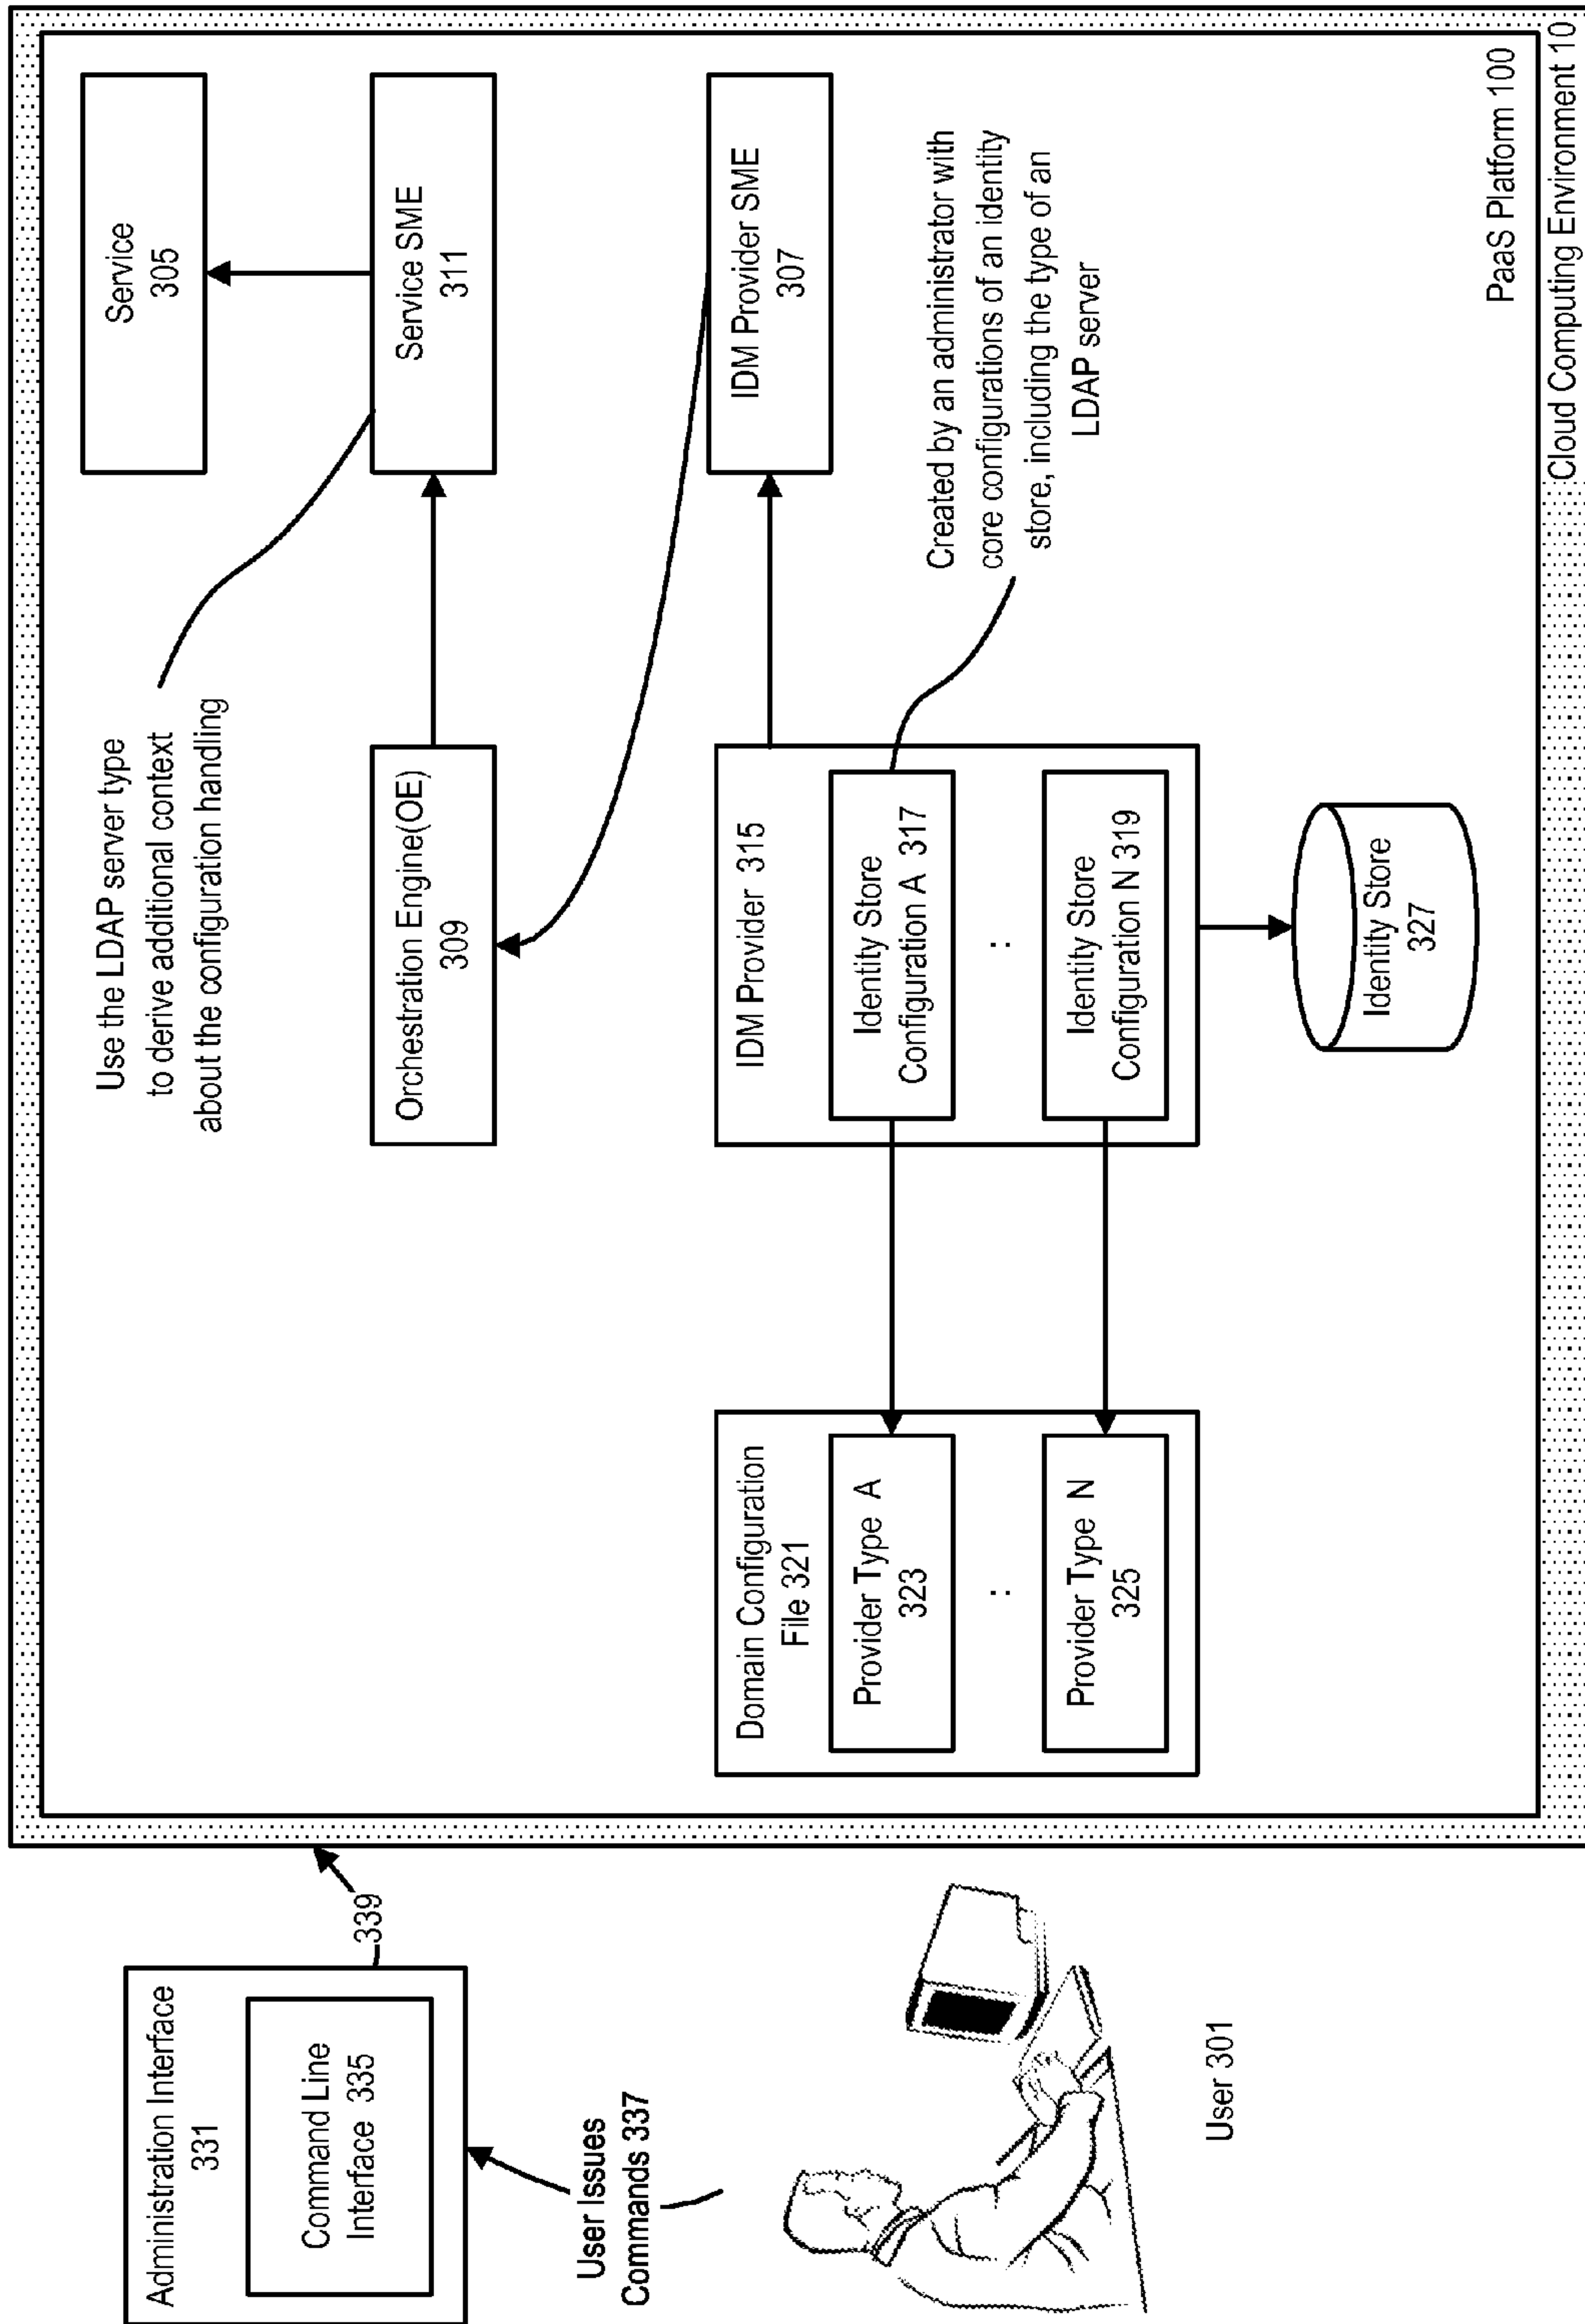 Administration Interface
331
Command Line
Interface 335
339
User Issues
Commands 337
User 301
Use the LDAP server type
to derive additional context
about the configuration handling
Service
305
Orchestration Engine(OE)
309
Service SME
311
Domain Configuration
File 321
Provider Type A
323
:
Provider Type N
325
IDM Provider 315
Identity Store
Configuration A 317
:
Identity Store
Configuration N 319
IDM Provider SME
307
Created by an administrator with
core configurations of an identity
store, including the type of an
LDAP server
Identity Store
327
PaaS Platform 100
Cloud Computing Environment 10